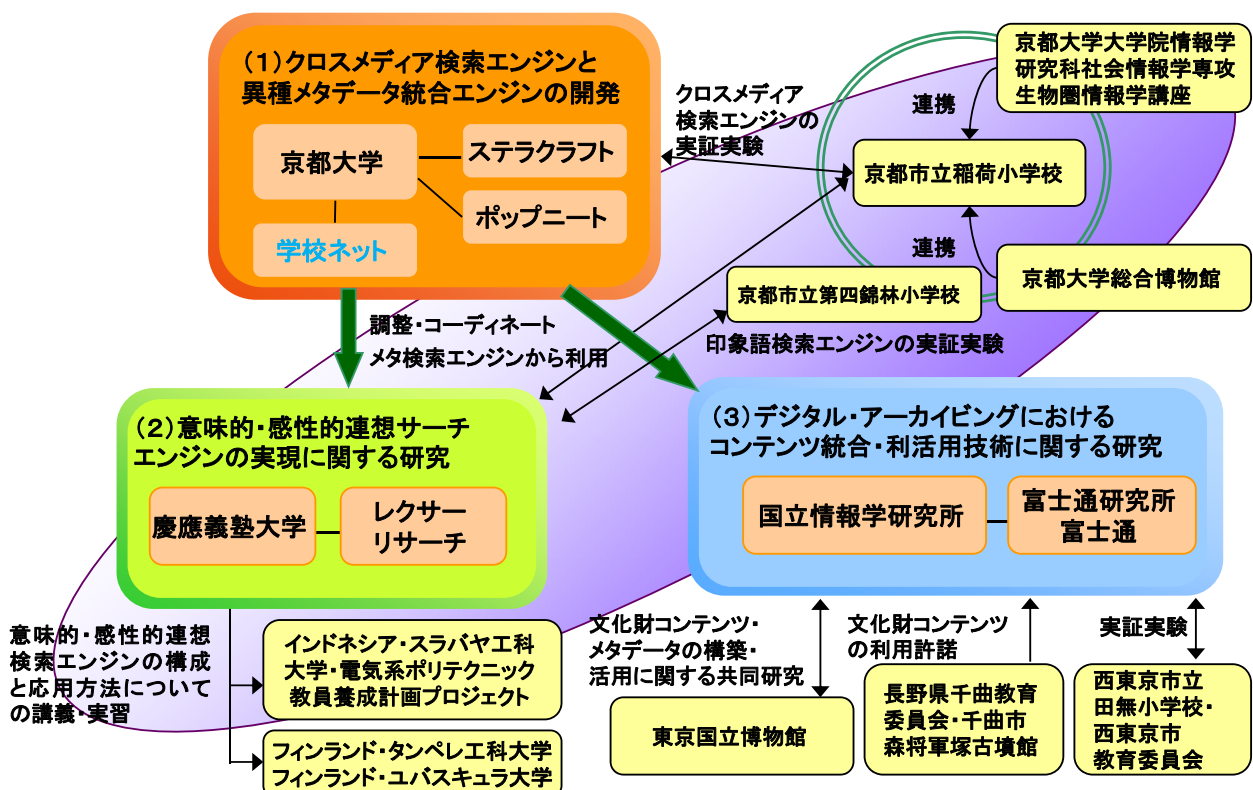 （１）クロスメディア検索エンジンと
異種メタデータ統合エンジンの開発
京都大学
ステラクラフト
ポップニート
学校ネット
クロスメディア
検索エンジンの
実証実験
京都大学大学院情報学
研究科社会情報学専攻
生物圏情報学講座
連携
京都市立稲荷小学校
連携
京都大学総合博物館
京都市立第四錦林小学校
印象語検索エンジンの実証実験
調整・コーディネート
メタ検索エンジンから利用
（２）意味的・感性的連想サーチ
エンジンの実現に関する研究
慶應義塾大学
レクサー
リサーチ
（３）デジタル・アーカイビングにおける
コンテンツ統合・利活用技術に関する研究
国立情報学研究所
富士通研究所
富士通
意味的・感性的連想
検索エンジンの構成
と応用方法について
の講義・実習
インドネシア・スラバヤ工科
大学・電気系ポリテクニック
教員養成計画プロジェクト
フィンランド・タンペレ工科大学
フィンランド・ユバスキュラ大学
文化財コンテンツ・
メタデータの構築・
活用に関する共同研究
東京国立博物館
文化財コンテンツ
の利用許諾
長野県千曲教育
委員会・千曲市
森将軍塚古墳館
実証実験
西東京市立
田無小学校・
西東京市
教育委員会